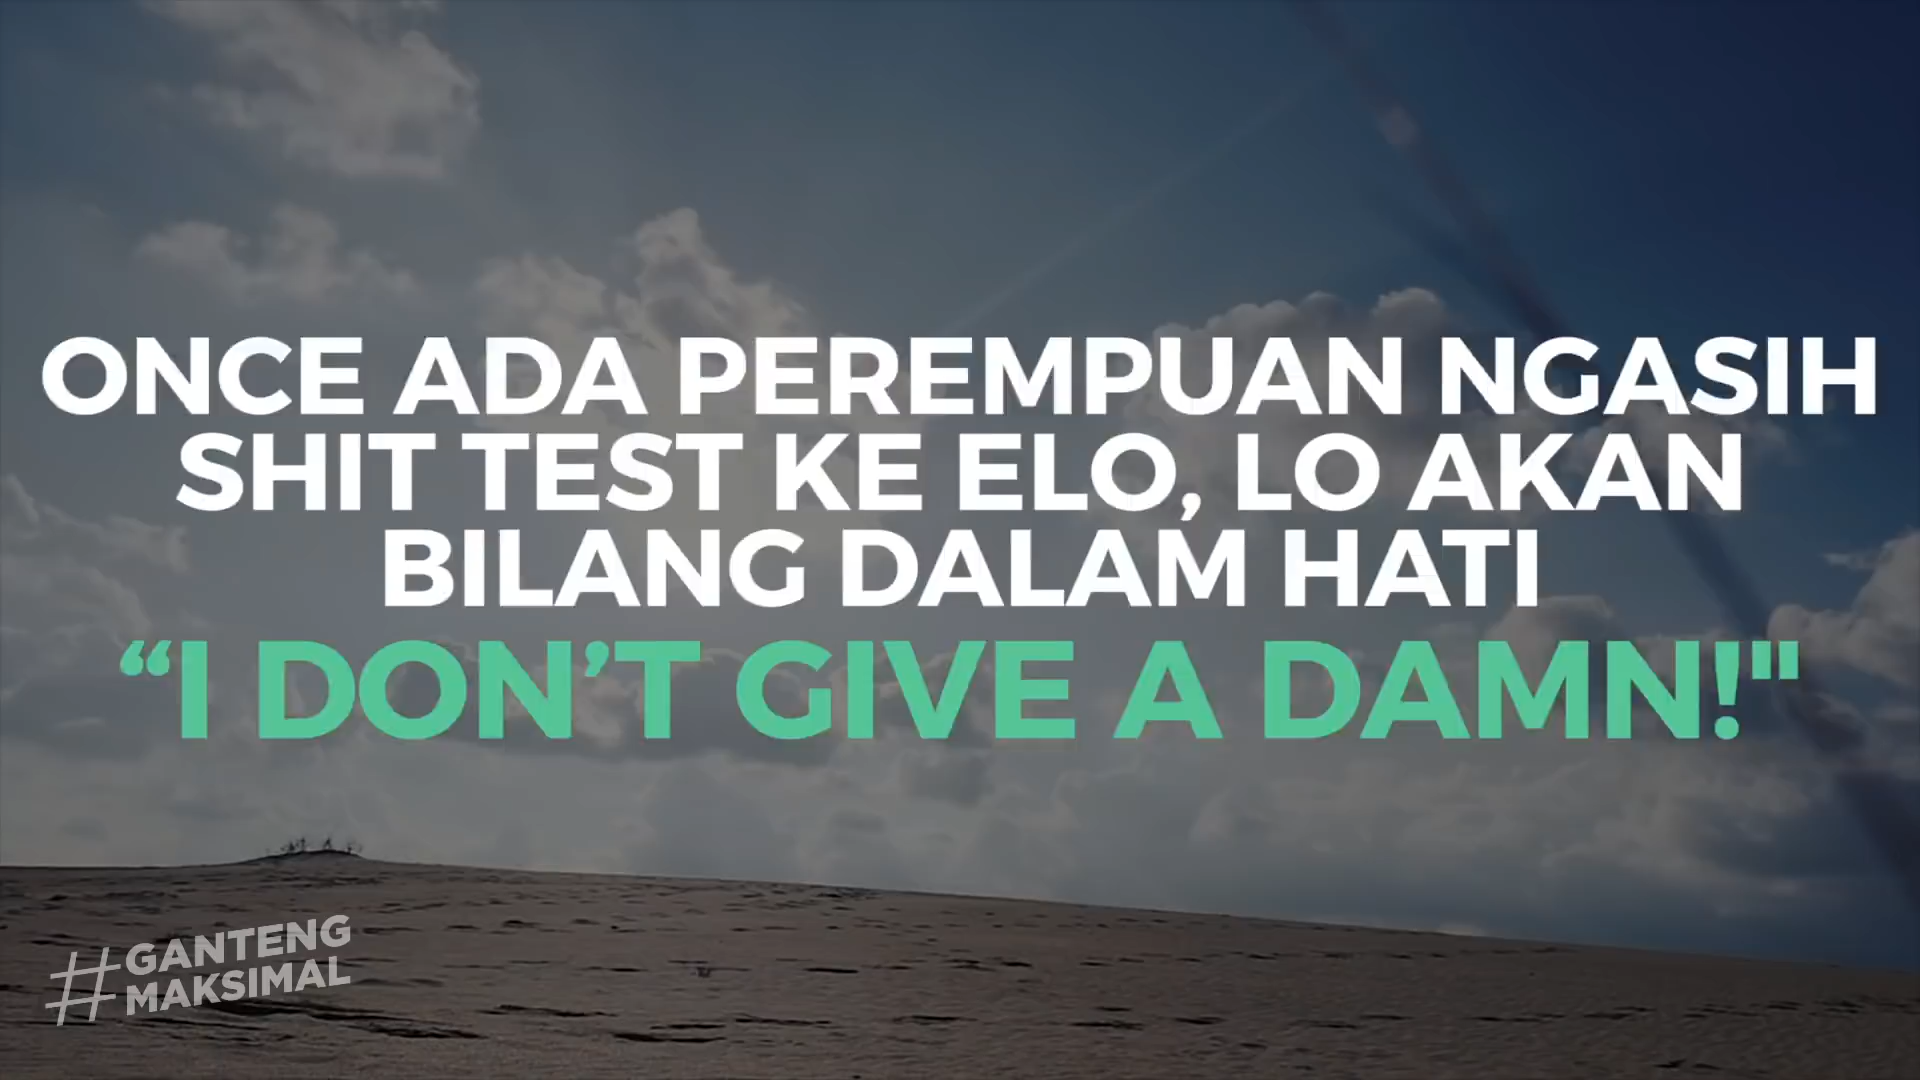 ONCE ADA PEREMPUAN NGASIH
SHIT TEST KE ELO, LO AKAN
BILANG DALAM HATI
“I DON’T GIVE A DAMN!"
#GANTENG
MAKSIMAL